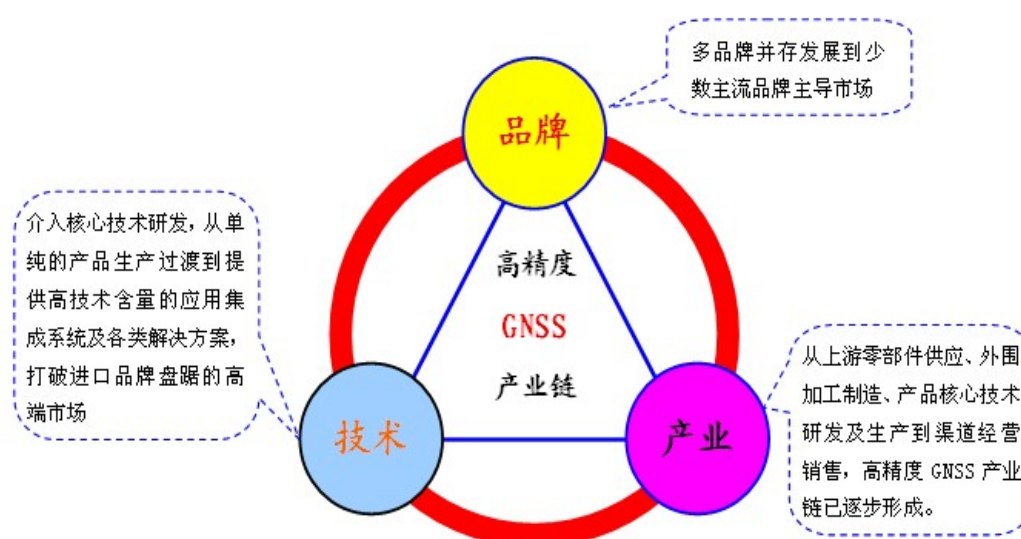 多品牌并存发展到少
数主流品牌主导市场
品牌
介入核心技术研发，从单
纯的产品生产过渡到提
供高技术含量的应用集
成系统及各类解决方案，
打破进口品牌盘踞的高
端市场
高精度
GNSS
产业链
技术
产业
从上游零部件供应、外围
加工制造、产品核心技术
研发及生产到渠道经营
销售，高精度 GNSS 产业
链已逐步形成。